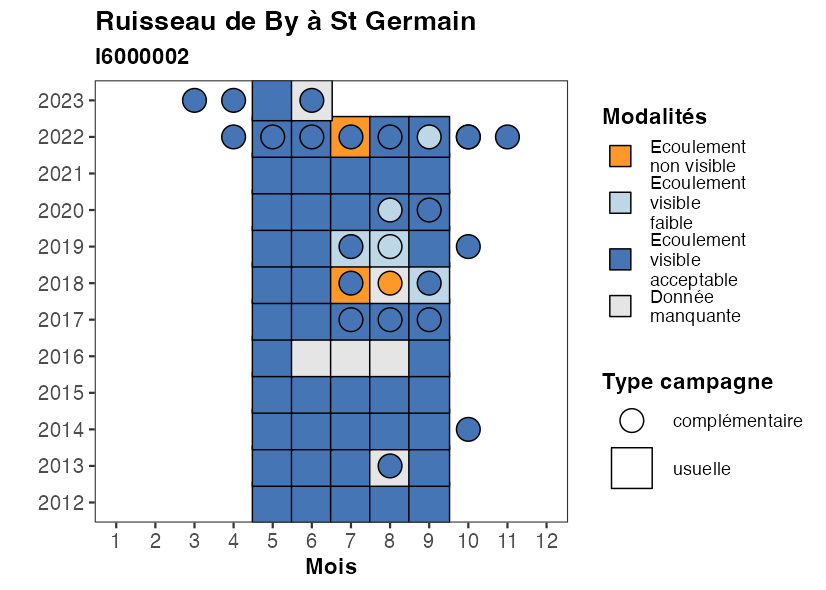 Ruisseau de By à St Germain
I6000002
2023
2022
2021
2020
2019
2018
2017
2016
2015
2014
2013
2012
1 2 3 4 5 6 7 8 9 10 11 12
Mois
Modalités
Ecoulement
non visible
Ecoulement
visible
faible
Ecoulement
visible
acceptable
Donnée
manquante
Type campagne
complémentaire
usuelle